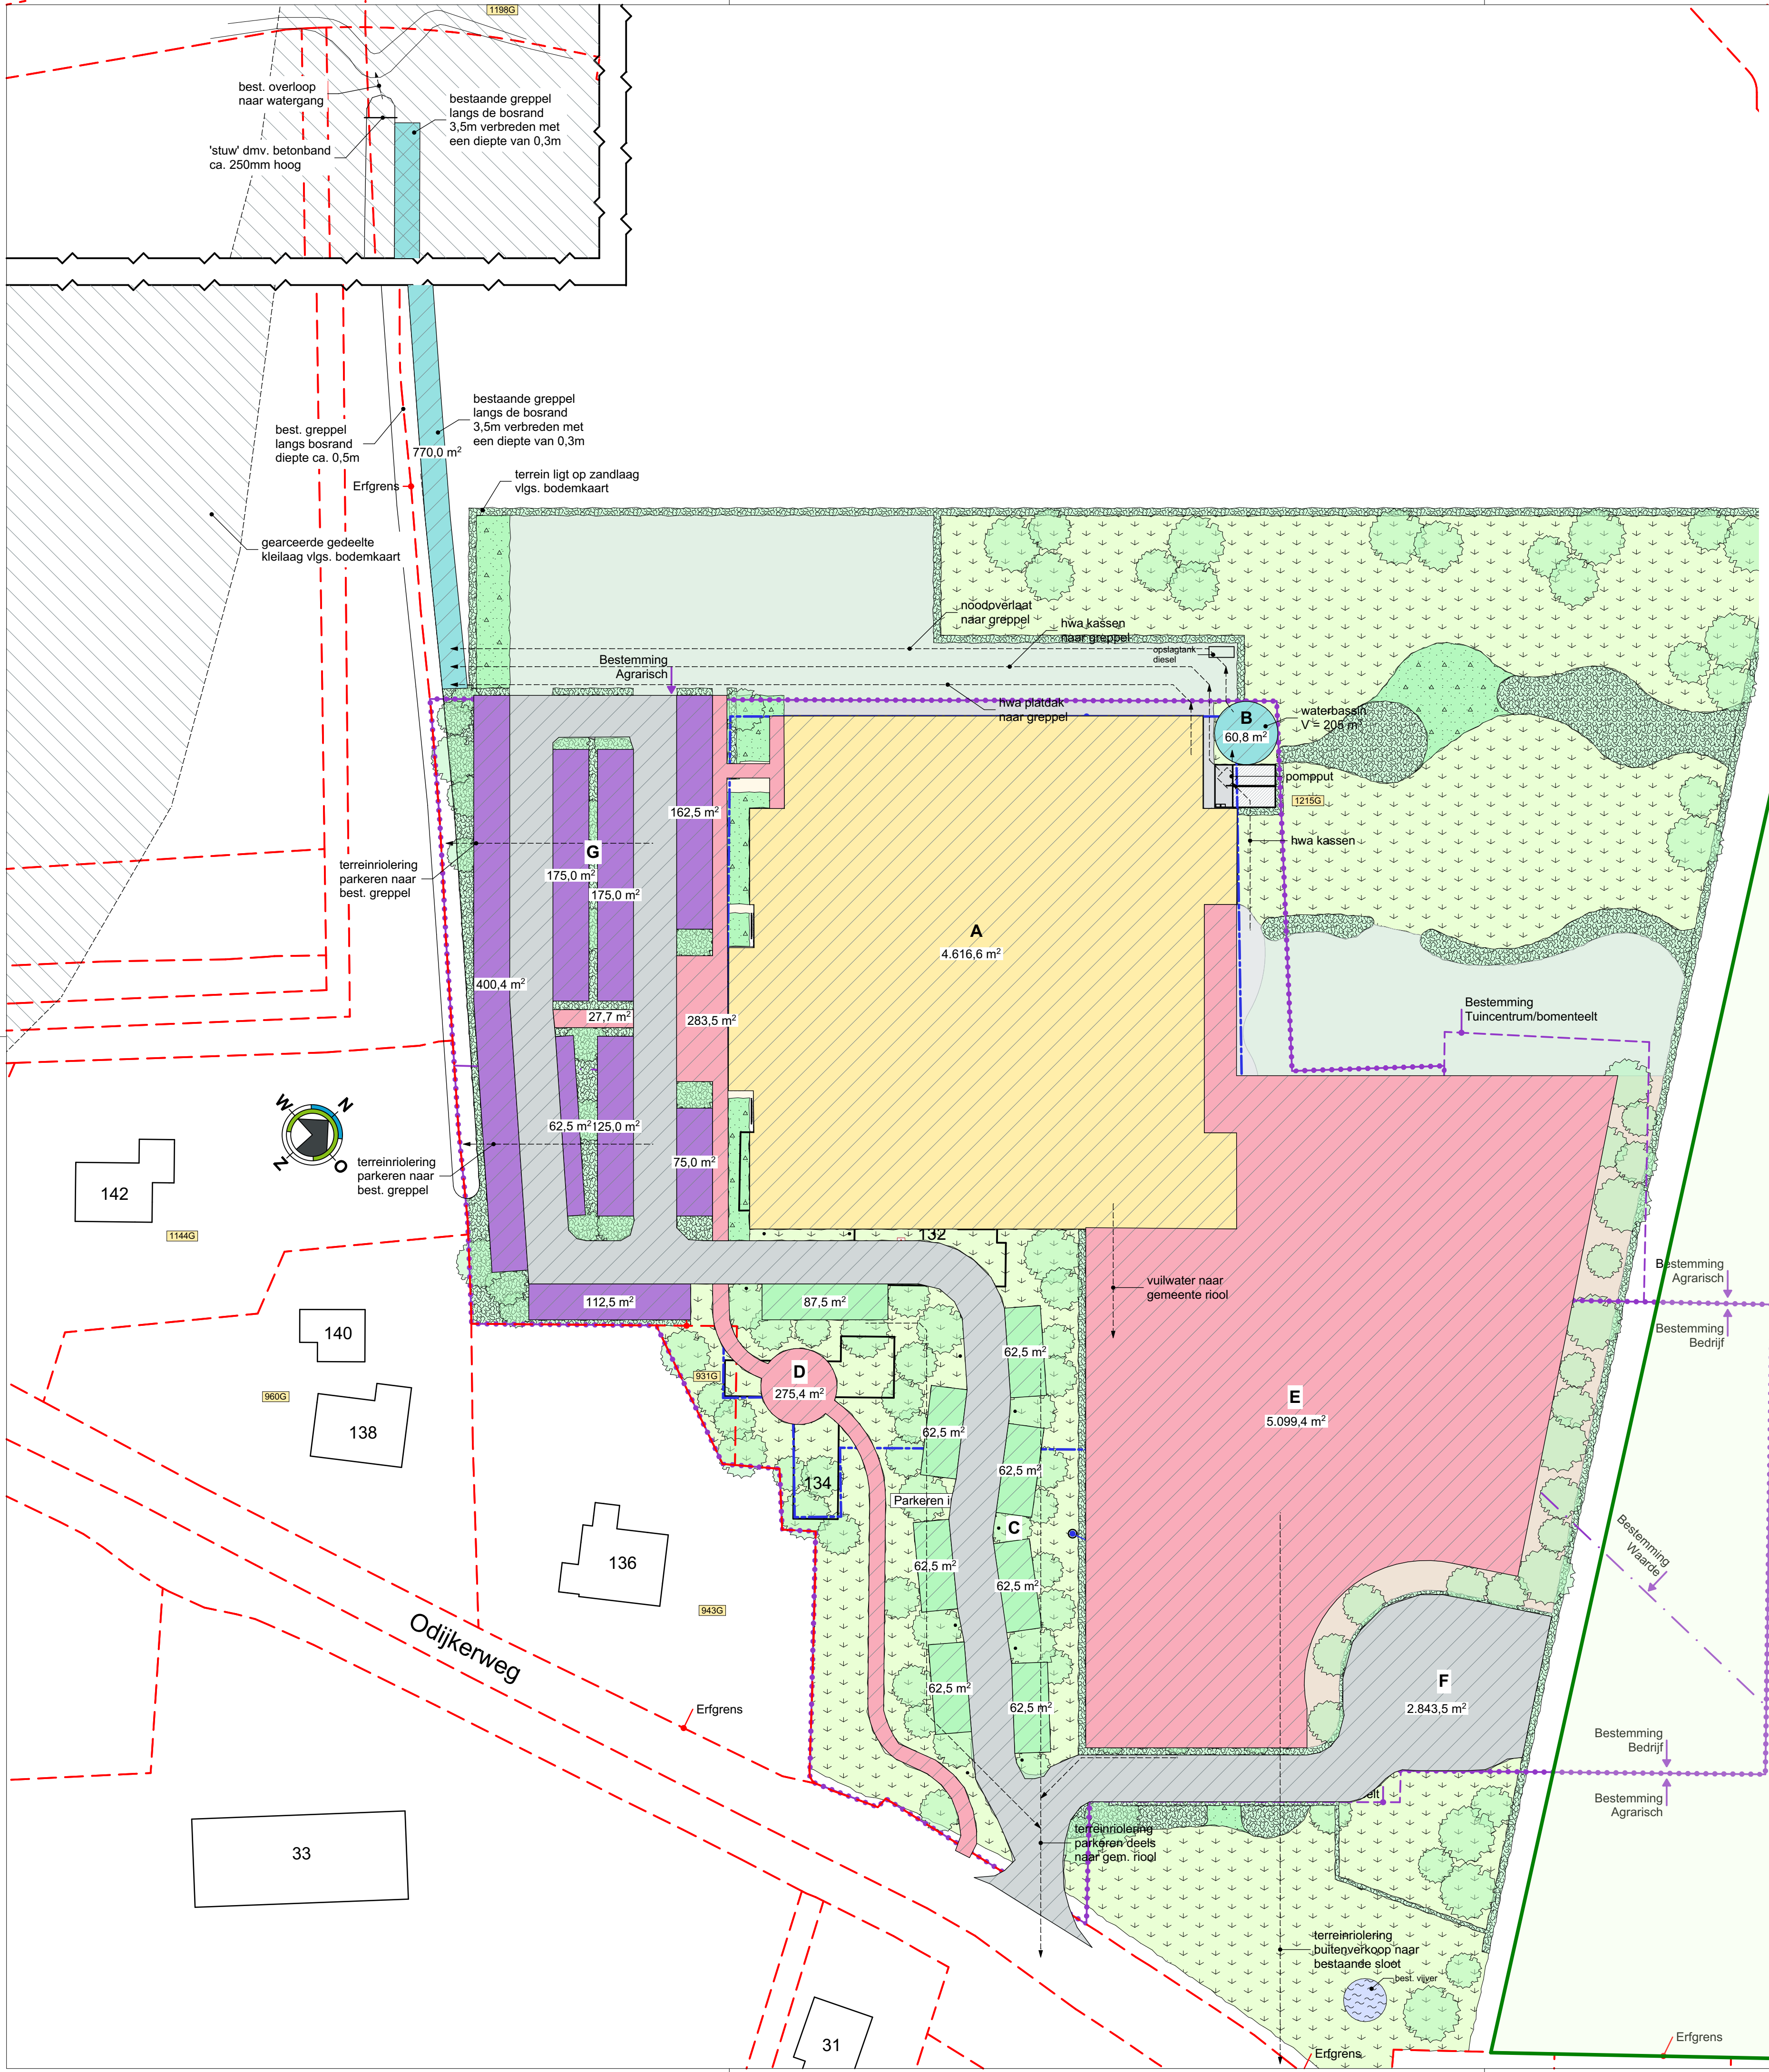 1198G
best. overloop
naar watergang
bestaande greppel
langs de bosrand
3,5m verbreden met
een diepte van 0,3m
'stuw' dmv. betonband
ca. 250mm hoog
bestaande greppel
langs de bosrand
3,5m verbreden met
een diepte van 0,3m
best. greppel
langs bosrand
diepte ca. 0,5m
770,0 m²
Erfgrens
terrein ligt op zandlaag
vlgs. bodemkaart
gearceerde gedeelte
kleilaag vlgs. bodemkaart
noodoverlaat
naar greppel
hwa kassen
naar greppel
opslagtank
diesel
Bestemming
Agrarisch
hwa platdak
naar greppel
B
60,8 m²
waterbassin
V = 205 m³
pompput
1215G
hwa kassen
162,5 m²
G
175,0 m²
175,0 m²
terreinriolering
parkeren naar
best. greppel
A
4.616,6 m²
400,4 m²
27,7 m²
283,5 m²
Bestemming
Tuincentrum/bomenteelt
W
N
Z
O
62,5 m²
125,0 m²
75,0 m²
terreinriolering
parkeren naar
best. greppel
142
1144G
132
vuilwater naar
gemeente riool
Bestemming
Agrarisch
Bestemming
Bedrijf
112,5 m²
87,5 m²
140
62,5 m²
931G
D
275,4 m²
960G
E
5.099,4 m²
138
62,5 m²
62,5 m²
134
Parkeren i
C
Bestemming
Waarde
136
62,5 m²
62,5 m²
943G
Odijkerweg
62,5 m²
62,5 m²
F
2.843,5 m²
Erfgrens
Bestemming
Bedrijf
Bestemming
Agrarisch
elt
terreinriolering
parkeren deels
naar gem. riool
33
terreinriolering
buitenverkoop naar
bestaande sloot
best. vijver
31
Erfgrens
Erfgrens